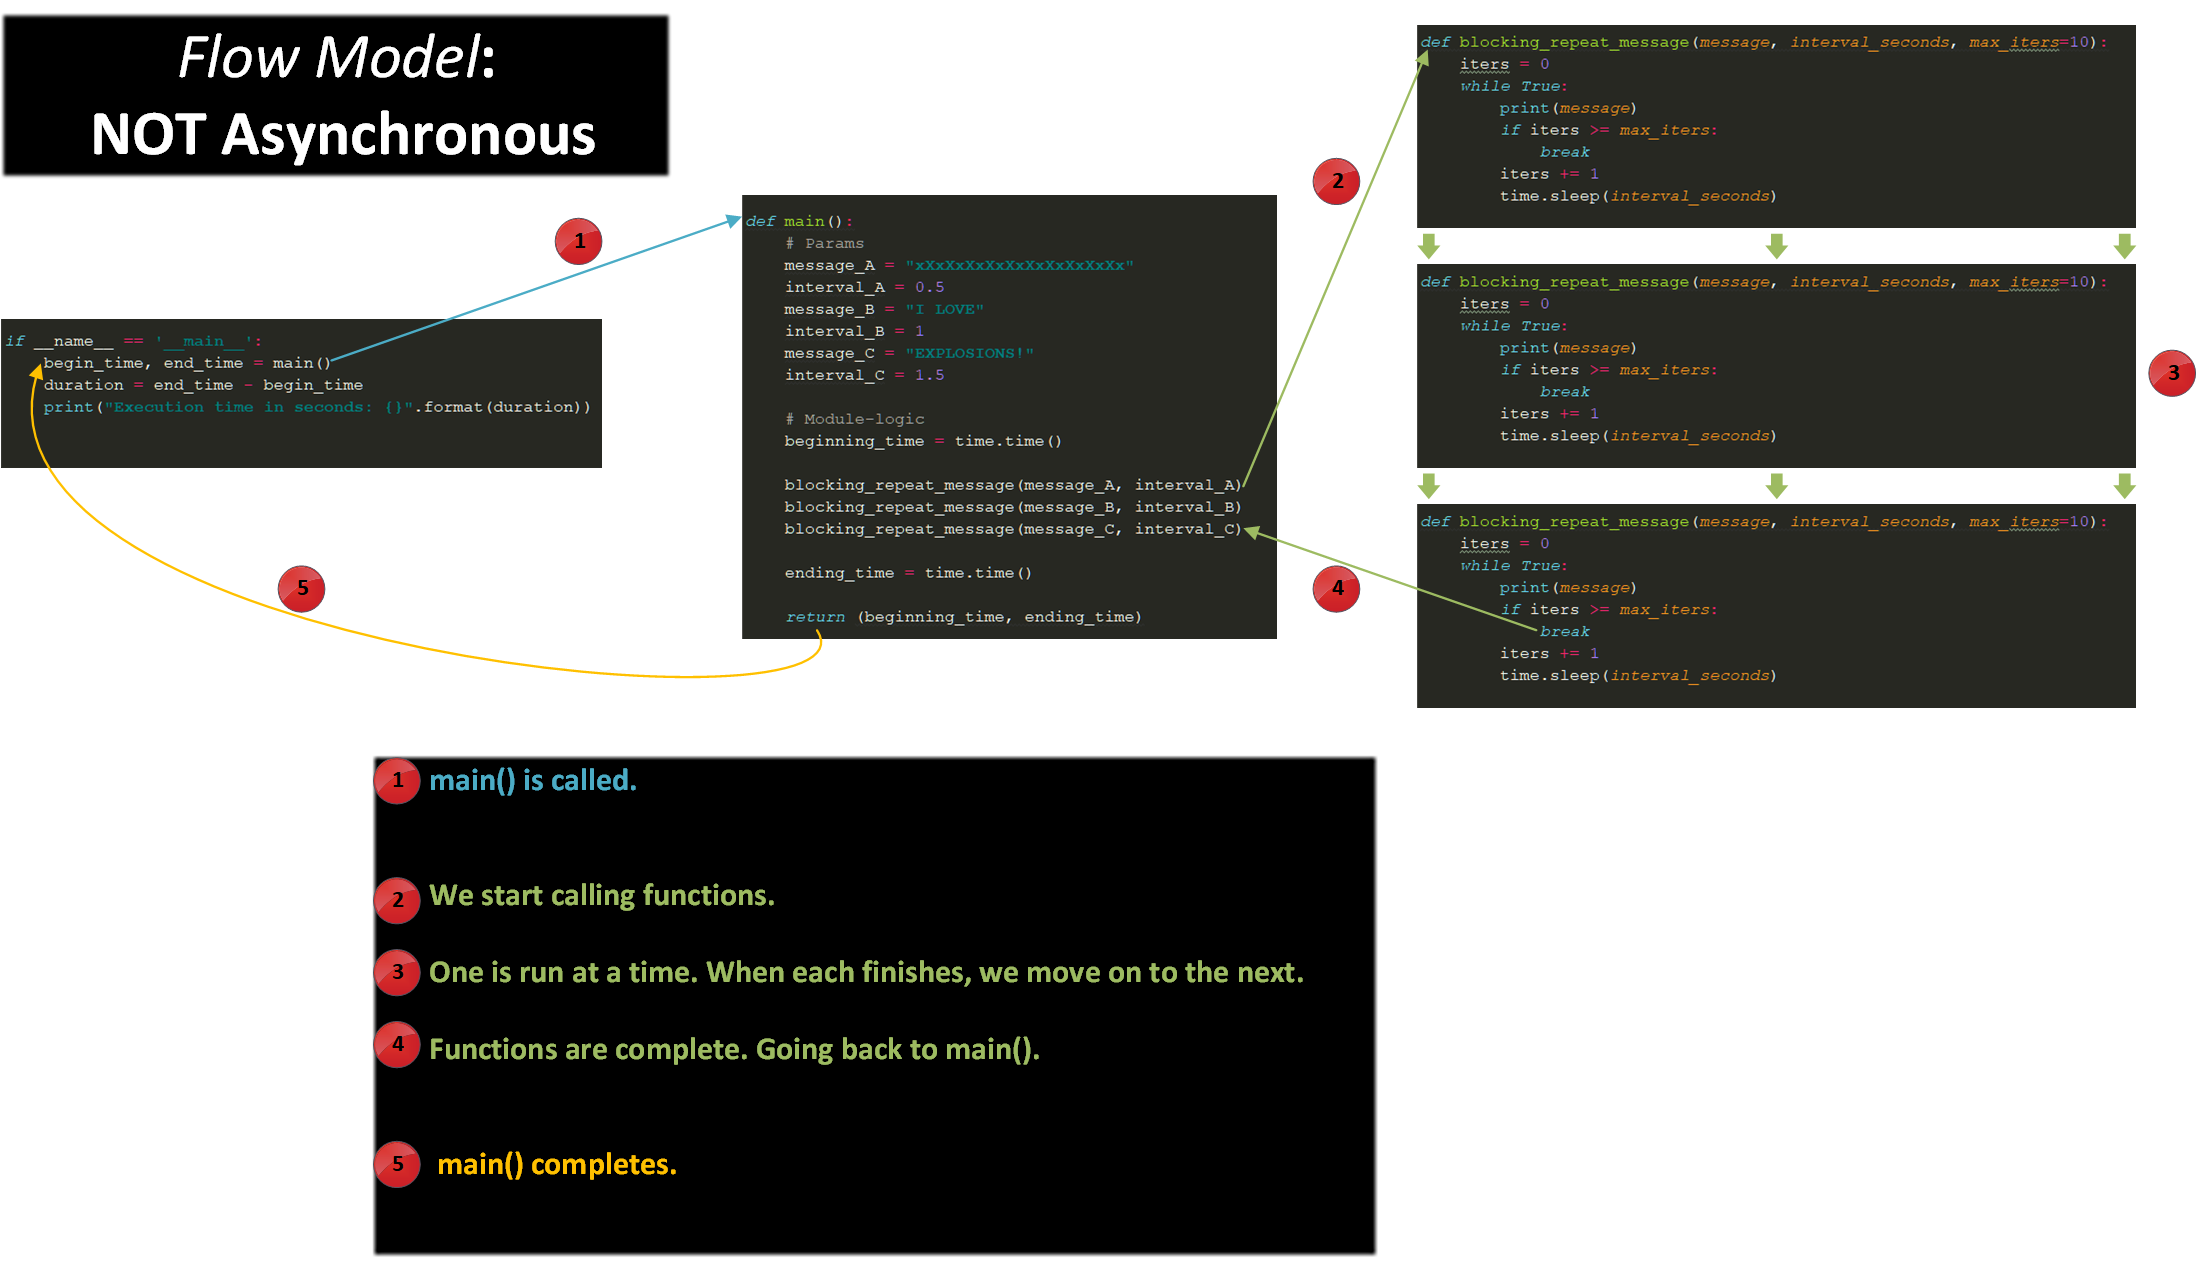 Flow Model:
NOT Asynchronous
1
if __name__ == '__main__':
    begin_time, end_time = main()
    duration = end_time - begin_time
    print("Execution time in seconds: {}".format(duration))
5
def main():
    # Params
    message_A = "xXxXxXxXxXxXxXxXxXxXx"
    interval_A = 0.5
    message_B = "I LOVE"
    interval_B = 1
    message_C = "EXPLOSIONS!"
    interval_C = 1.5
    # Module-logic
    beginning_time = time.time()
    blocking_repeat_message(message_A, interval_A)
    blocking_repeat_message(message_B, interval_B)
    blocking_repeat_message(message_C, interval_C)
    ending_time = time.time()
    return (beginning_time, ending_time)
2
4
def blocking_repeat_message(message, interval_seconds, max_iters=10):
    iters = 0
    while True:
        print(message)
        if iters >= max_iters:
            break
        iters += 1
        time.sleep(interval_seconds)
def blocking_repeat_message(message, interval_seconds, max_iters=10):
    iters = 0
    while True:
        print(message)
        if iters >= max_iters:
            break
        iters += 1
        time.sleep(interval_seconds)
3
def blocking_repeat_message(message, interval_seconds, max_iters=10):
    iters = 0
    while True:
        print(message)
        if iters >= max_iters:
            break
        iters += 1
        time.sleep(interval_seconds)
1 main() is called.
2 We start calling functions.
3 One is run at a time. When each finishes, we move on to the next.
4 Functions are complete. Going back to main().
5 main() completes.